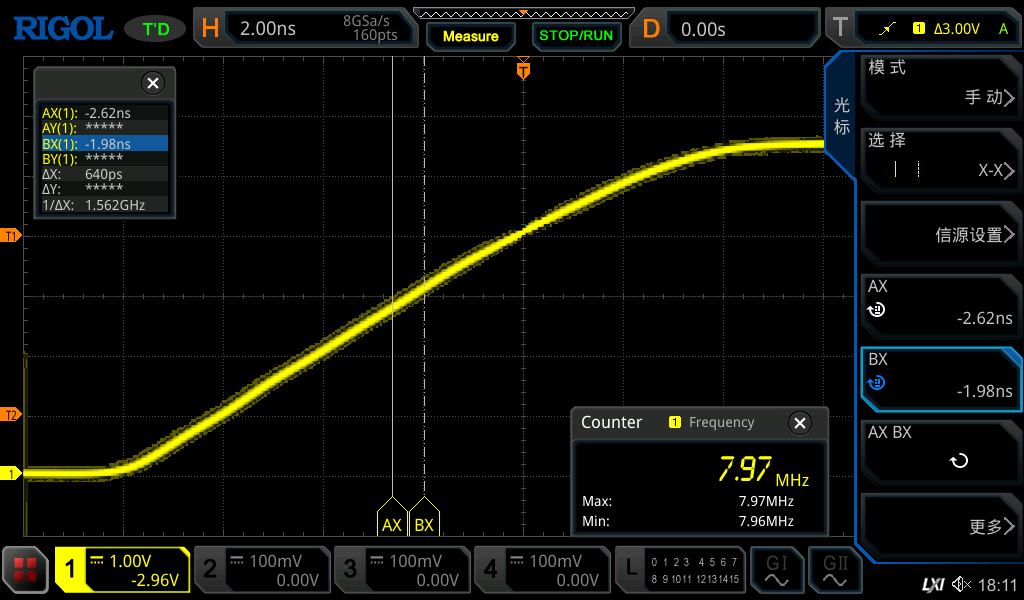 RIGOL T'D H 2.00ns 8GSa/s 160pts Measure STOP/RUN D 0.00s T 1 Δ3.00V A
T
AX(1): -2.62ns
AY(1): *****
BX(1): -1.98ns
BY(1): *****
ΔX: 640ps
ΔY: *****
1/ΔX: 1.562GHz
T1
T2
1
AX BX
Counter 1 Frequency
7.97 MHz
Max: 7.97MHz
Min: 7.96MHz
光标
模式
手动
选择
X-X
信源设置
AX
-2.62ns
BX
-1.98ns
AX BX
更多
1 1.00V -2.96V
2 100mV 0.00V
3 100mV 0.00V
4 100mV 0.00V
L 0 1 2 3 4 5 6 7
8 9 10 11 12 13 14 15
GI
GII
LXI 18:11